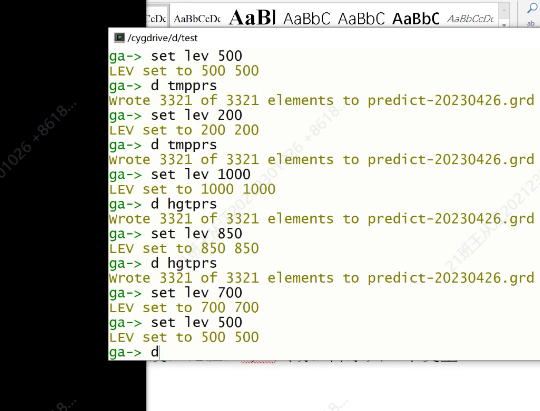 AaBbCcDc
AaBl
AaBbC
AaBbC
AaBbC
AaBbCcDc
/cygdrive/d/test
ga-> set lev 500
LEV set to 500 500
ga-> d tmpprs
Wrote 3321 of 3321 elements to predict-20230426.grd
ga-> set lev 200
LEV set to 200 200
ga-> d tmpprs
Wrote 3321 of 3321 elements to predict-20230426.grd
ga-> set lev 1000
LEV set to 1000 1000
ga-> d hgtprs
Wrote 3321 of 3321 elements to predict-20230426.grd
ga-> set lev 850
LEV set to 850 850
ga-> d hgtprs
Wrote 3321 of 3321 elements to predict-20230426.grd
ga-> set lev 700
LEV set to 700 700
ga-> set lev 500
LEV set to 500 500
ga-> d